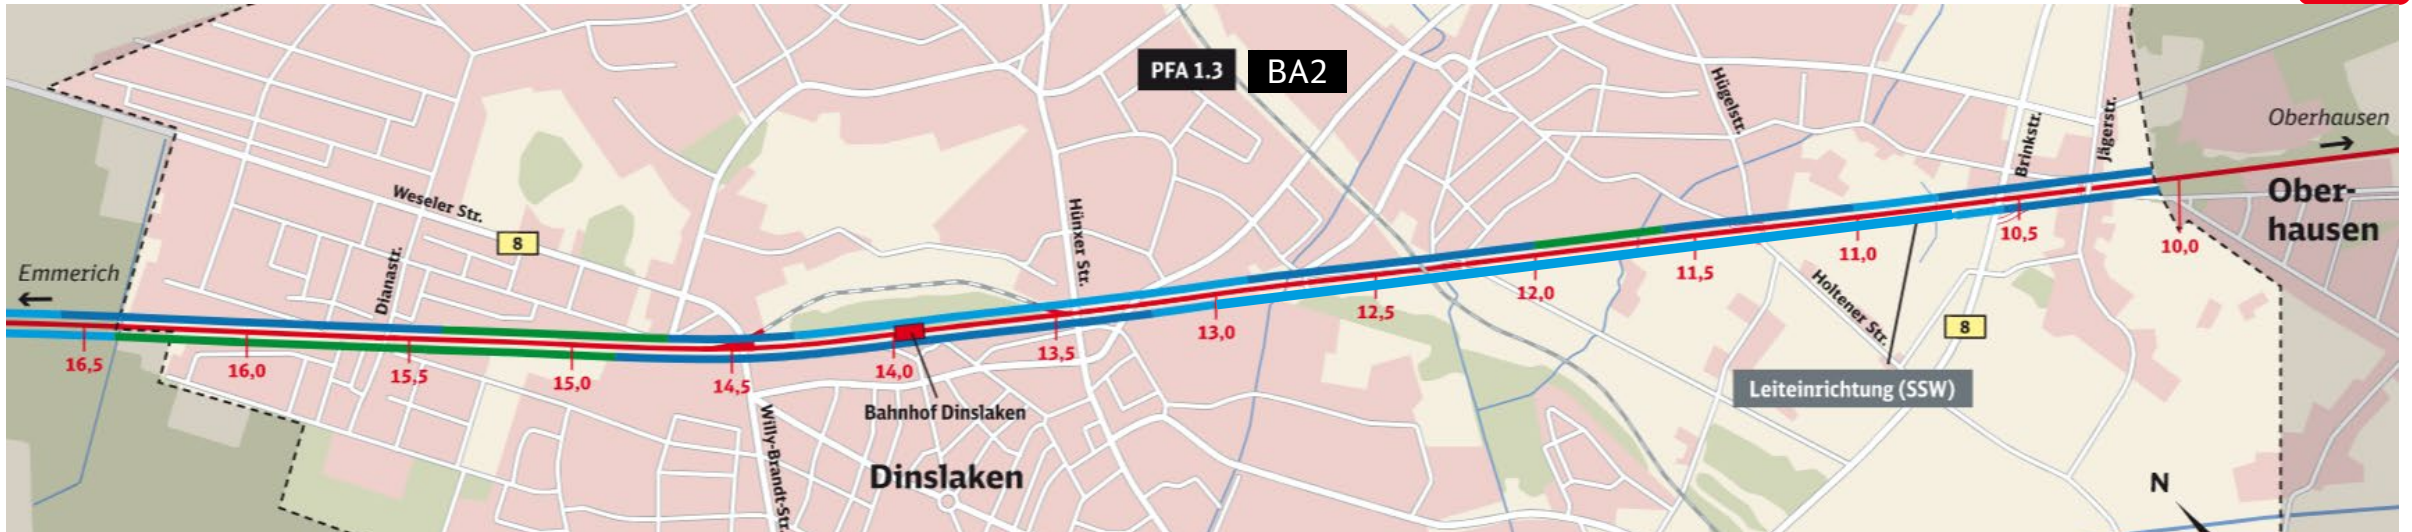 PFA 1.3
BA2
Hügelstr.
Brinkstr.
Jägerstr.
Oberhausen
Ober-
hausen
Weseler Str.
8
Hünxer Str.
Dianastr.
Emmerich
16,5
16,0
15,5
15,0
14,5
14,0
13,5
13,0
12,5
12,0
11,5
11,0
10,5
10,0
Holtener Str.
8
Leiteinrichtung (SSW)
Bahnhof Dinslaken
Willy-Brandt-Str.
Dinslaken
N